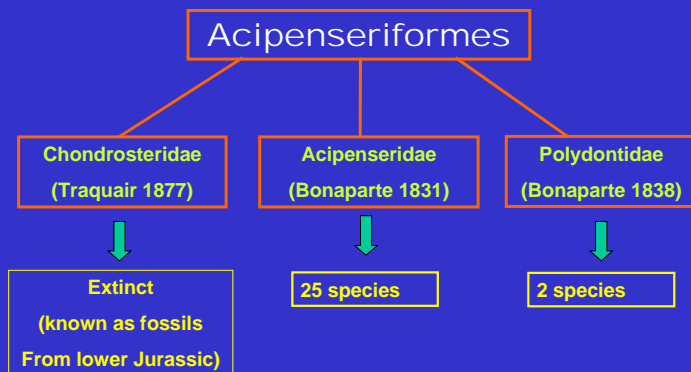 Acipenseriformes
Chondrosteridae
(Traquair 1877)
Acipenseridae
(Bonaparte 1831)
Polydontidae
(Bonaparte 1838)
Extinct
(known as fossils
From lower Jurassic)
25 species
2 species